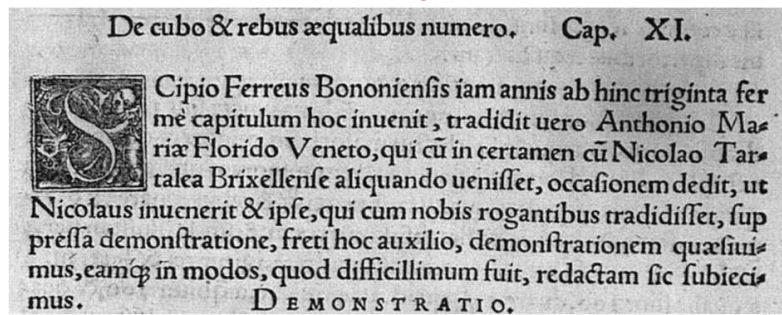 De cubo & rebus æqualibus numero. Cap. XI.
SCipio Ferreus Bononienſis iam annis ab hinc triginta fer
mè capitulum hoc inuenit, tradidit uero Anthonio Ma⸗
riæ Florido Veneto, qui cū in certamen cū Nicolao Tar⸗
talea Brixellenſe aliquando ueniſſet, occaſionem dedit, ut
Nicolaus inuenerit & ipſe, qui cum nobis rogantibus tradidiſſet, ſup
preſſa demonſtratione, freti hoc auxilio, demonſtrationem quæſiui⸗
mus, eamq́; in modos, quod difficillimum fuit, redactam ſic ſubieci⸗
mus. DEMONSTRATIO.